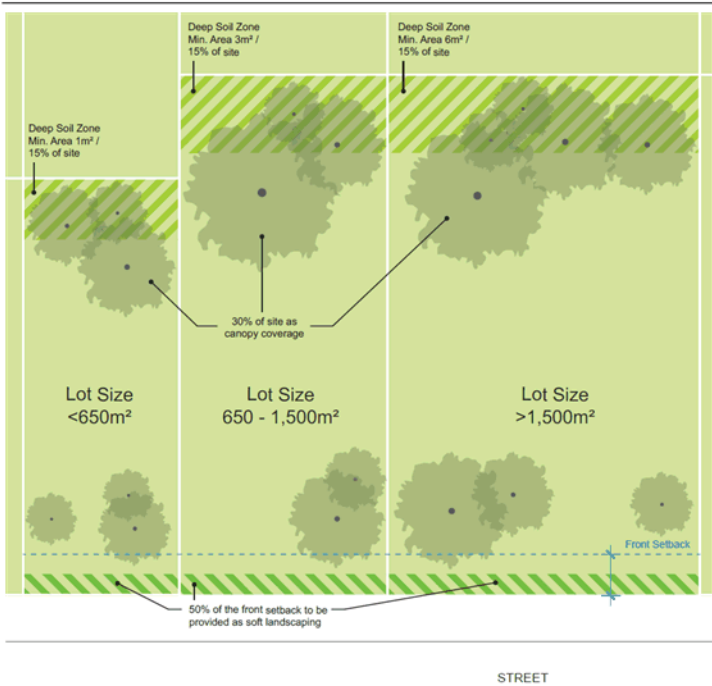 Deep Soil Zone
Min. Area 3m² /
15% of site
Deep Soil Zone
Min. Area 6m² /
15% of site
Deep Soil Zone
Min. Area 1m² /
15% of site
30% of site as
canopy coverage
Lot Size
<650m²
Lot Size
650 - 1,500m²
Lot Size
>1,500m²
Front Setback
50% of the front setback to be
provided as soft landscaping
STREET